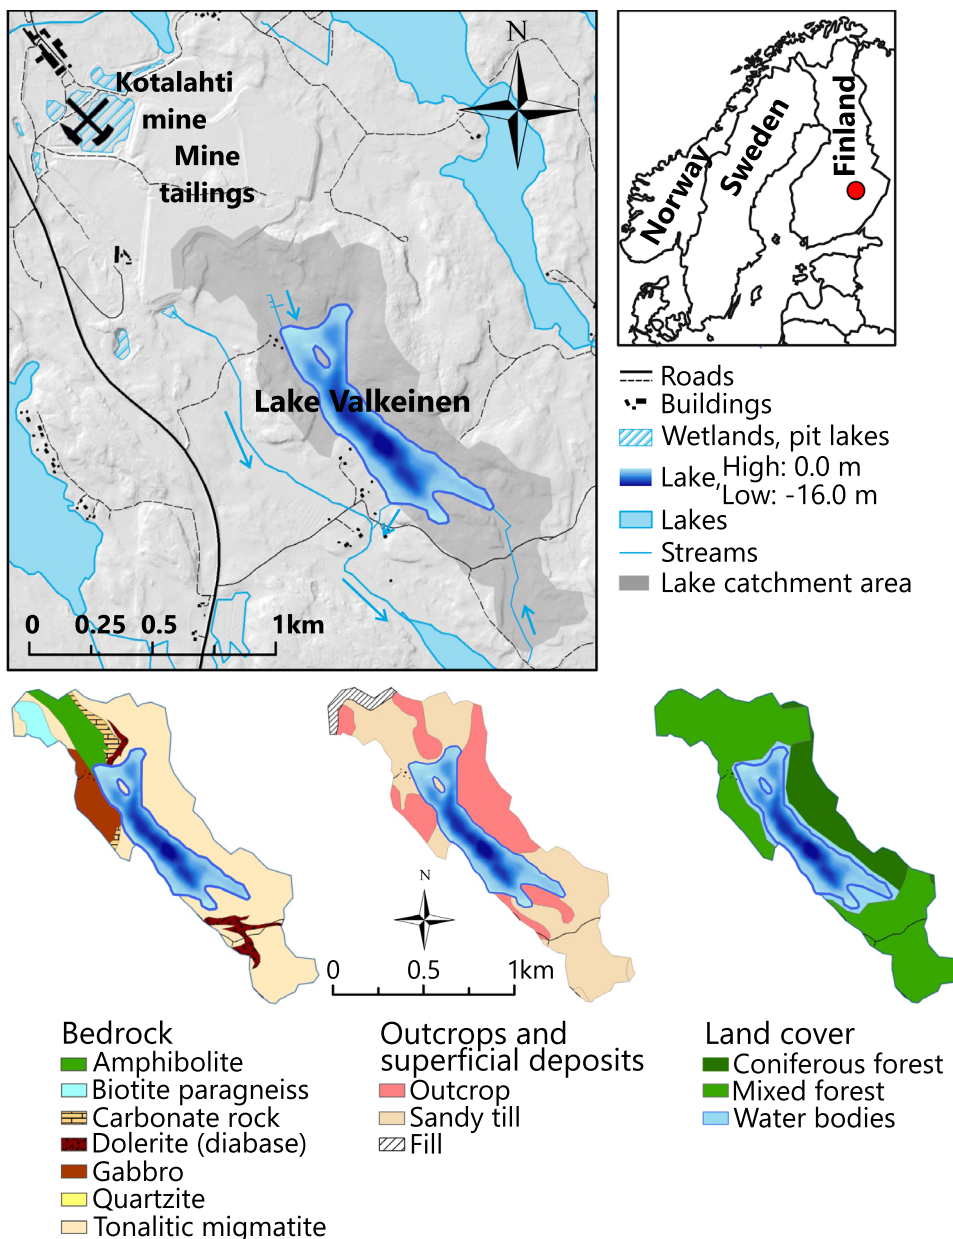 N
Kotalahti
mine
Mine
tailings
Lake Valkeinen
0 0.25 0.5 1km
Norway
Sweden
Finland
Roads
Buildings
Wetlands, pit lakes
Lake, High: 0.0 m
Low: -16.0 m
Lakes
Streams
Lake catchment area
N
0 0.5 1km
Bedrock
Amphibolite
Biotite paragneiss
Carbonate rock
Dolerite (diabase)
Gabbro
Quartzite
Tonalitic migmatite
Outcrops and
superficial deposits
Outcrop
Sandy till
Fill
Land cover
Coniferous forest
Mixed forest
Water bodies